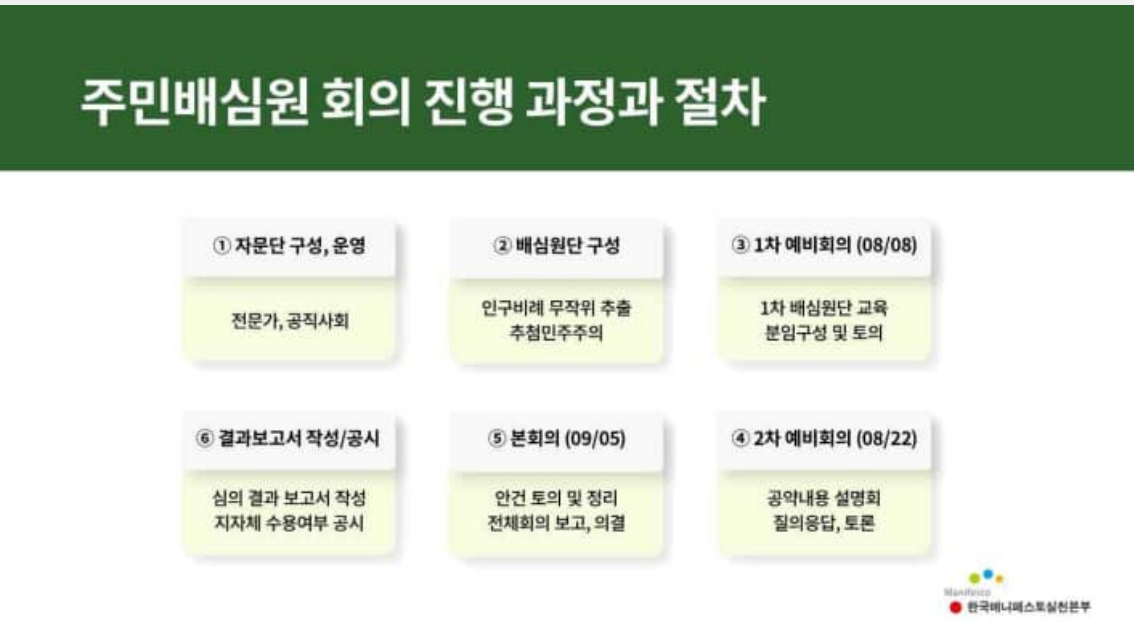 주민배심원 회의 진행 과정과 절차
① 자문단 구성, 운영
전문가, 공직사회
② 배심원단 구성
인구비례 무작위 추출
추첨민주주의
③ 1차 예비회의 (08/08)
1차 배심원단 교육
분임구성 및 토의
④ 2차 예비회의 (08/22)
공약내용 설명회
질의응답, 토론
⑤ 본회의 (09/05)
안건 토의 및 정리
전체회의 보고, 의결
⑥ 결과보고서 작성/공시
심의 결과 보고서 작성
지자체 수용여부 공시
Manifesto
한국매니페스토실천본부